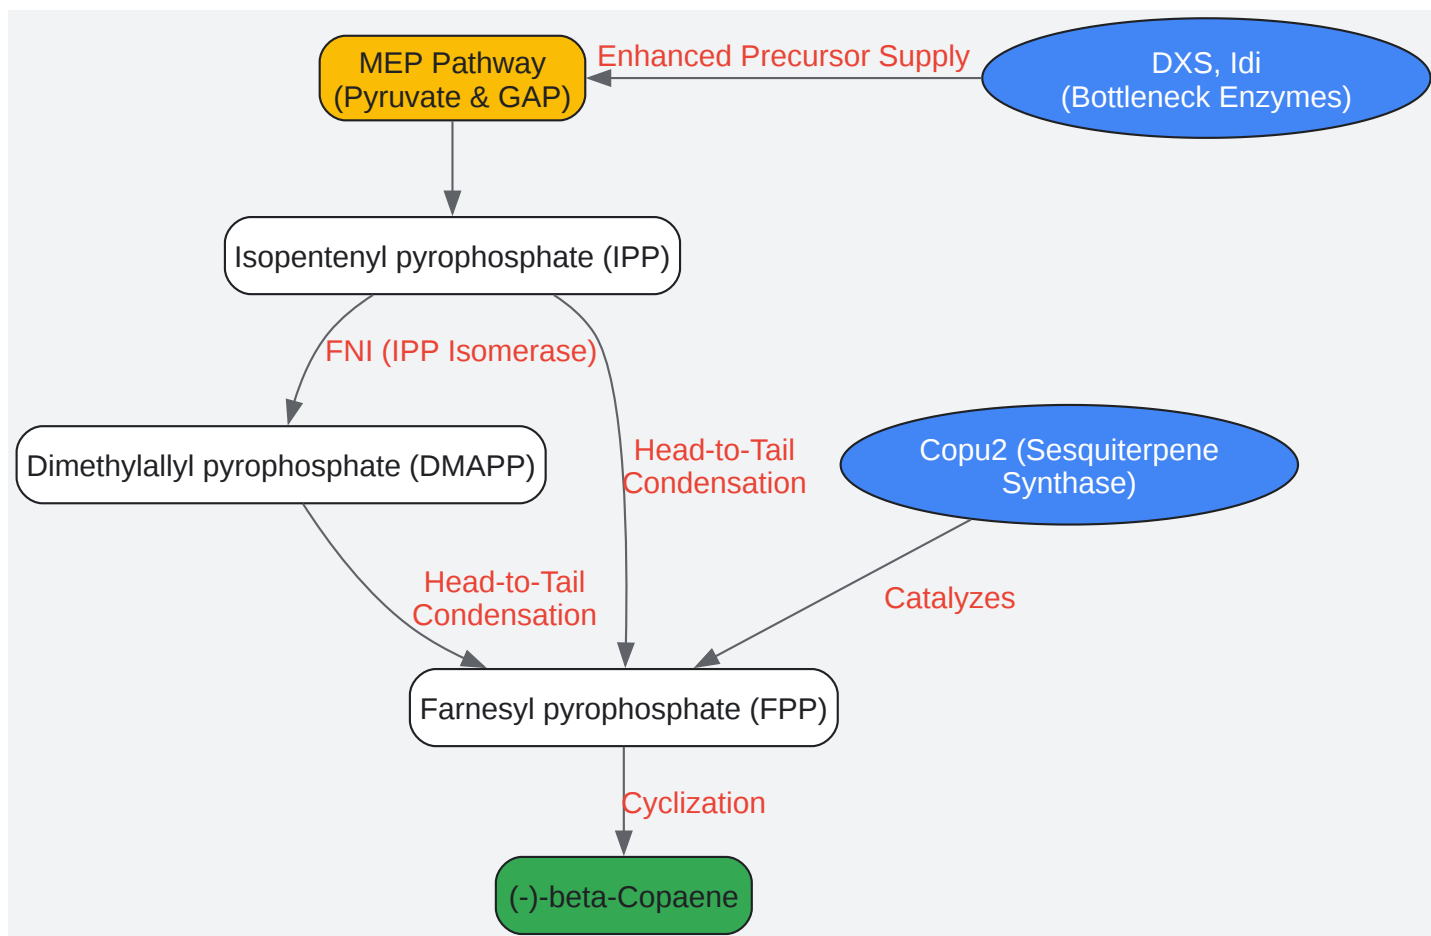 MEP Pathway
(Pyruvate & GAP)
Enhanced Precursor Supply
DXS, Idi
(Bottleneck Enzymes)
Isopentenyl pyrophosphate (IPP)
FNI (IPP Isomerase)
Dimethylallyl pyrophosphate (DMAPP)
Head-to-Tail
Condensation
Copu2 (Sesquiterpene
Synthase)
Head-to-Tail
Condensation
Catalyzes
Farnesyl pyrophosphate (FPP)
Cyclization
(-)-beta-Copaene